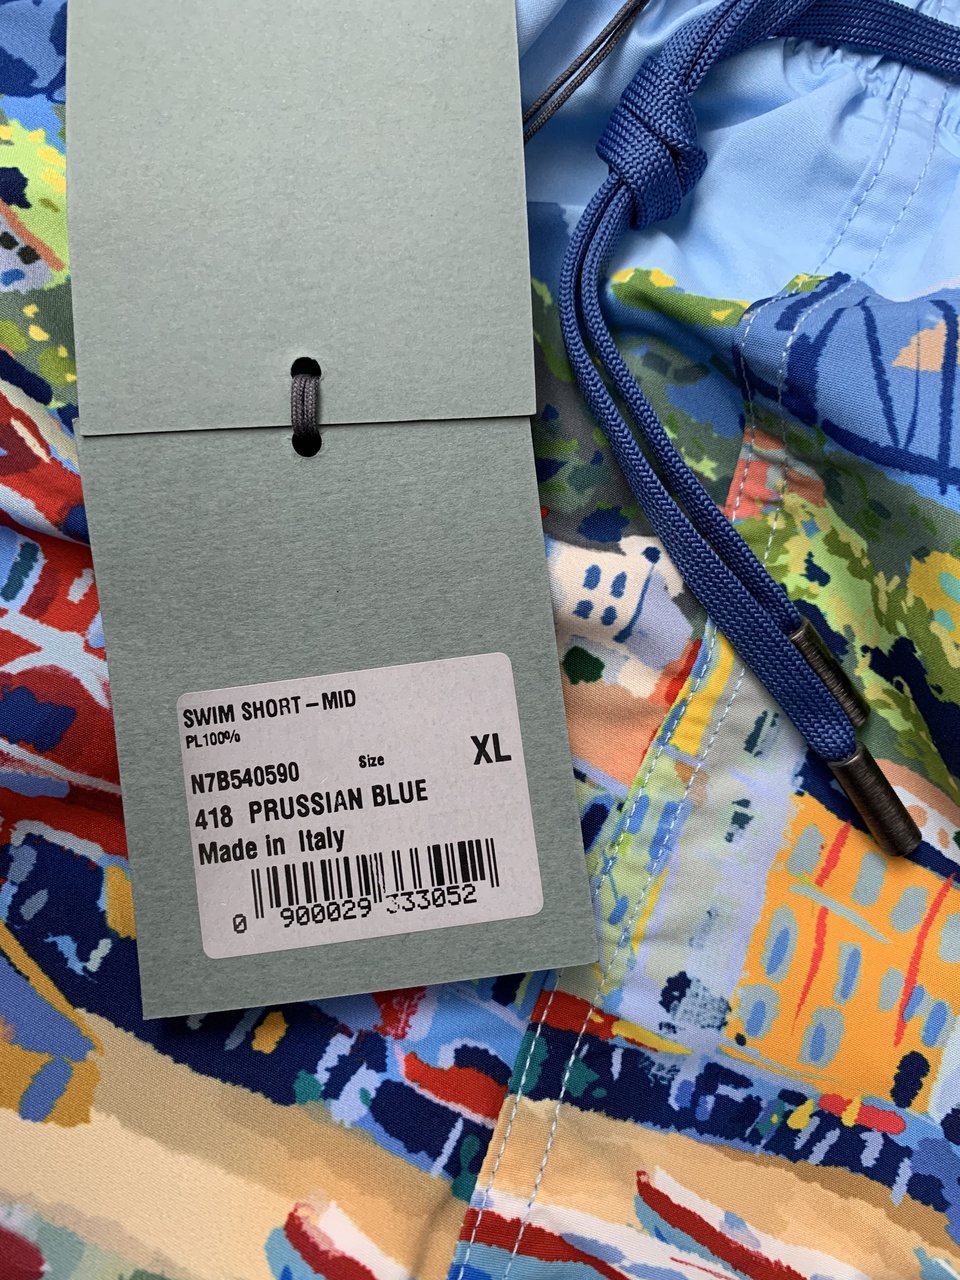 SWIM SHORT – MID
PL100%
N7B540590 Size XL
418 PRUSSIAN BLUE
Made in Italy
0 900029 333052